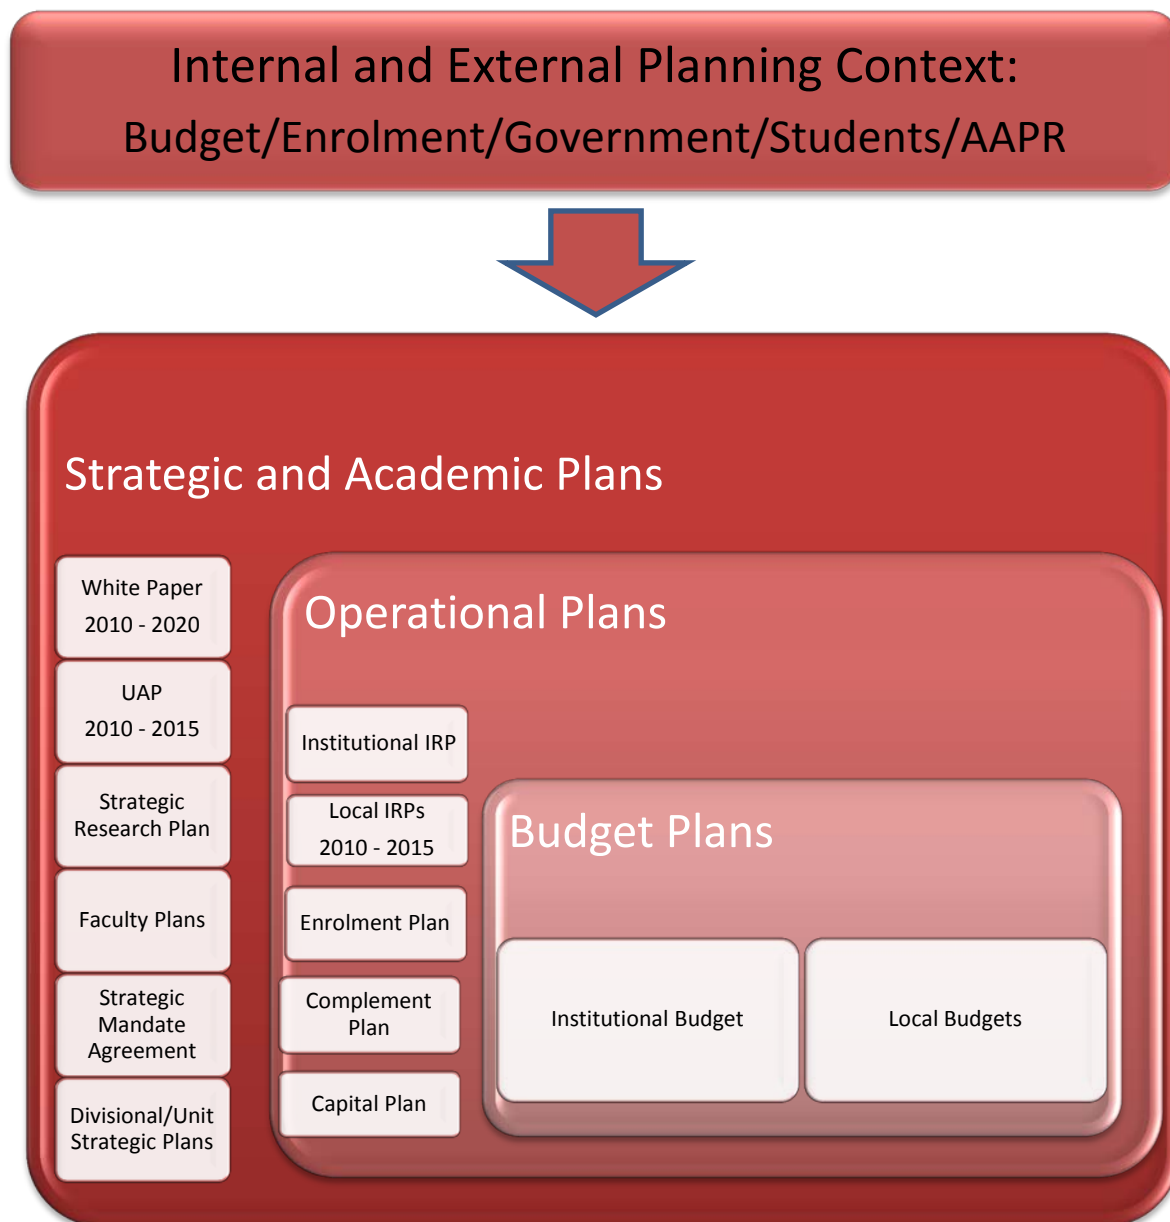 Internal and External Planning Context:
Budget/Enrolment/Government/Students/AAPR
Strategic and Academic Plans
White Paper
2010 - 2020
UAP
2010 - 2015
Strategic
Research Plan
Faculty Plans
Strategic
Mandate
Agreement
Divisional/Unit
Strategic Plans
Operational Plans
Institutional IRP
Local IRPs
2010 - 2015
Enrolment Plan
Complement
Plan
Capital Plan
Budget Plans
Institutional Budget
Local Budgets